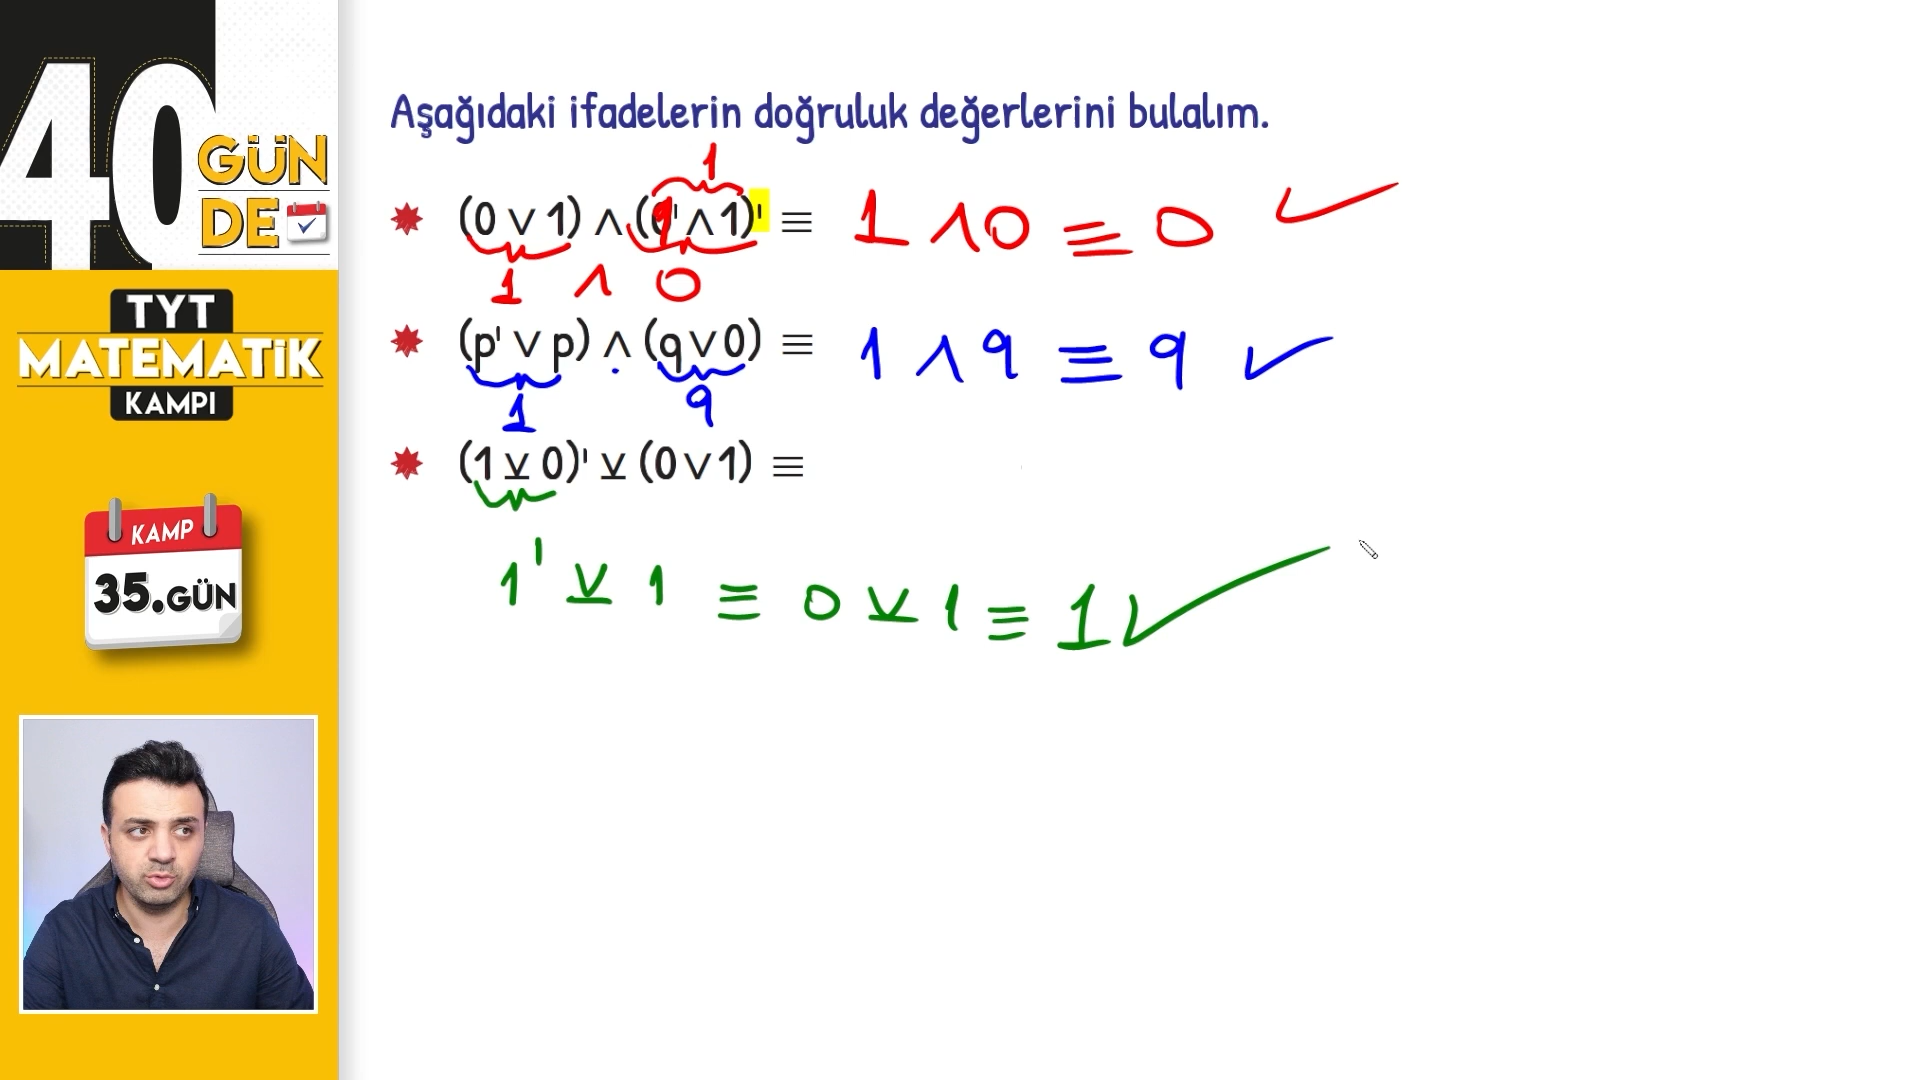 40
GÜN
DE
TYT
MATEMATİK
KAMPI
KAMP
35.GÜN
Aşağıdaki ifadelerin doğruluk değerlerini bulalım.
1
(0 ∨ 1) ∧ (0' ∧ 1)' ≡ 1 ∧ 0 ≡ 0 ✓
1 ∧ 0
(p' ∨ p) ∧ (q ∨ 0) ≡ 1 ∧ q ≡ q ✓
1 q
(1 ⊻ 0)' ⊻ (0 ∨ 1) ≡
1' ⊻ 1 ≡ 0 ⊻ 1 ≡ 1 ✓